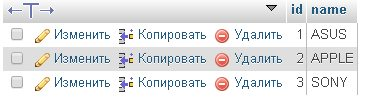 ←T→ id name
Изменить Копировать Удалить 1 ASUS
Изменить Копировать Удалить 2 APPLE
Изменить Копировать Удалить 3 SONY